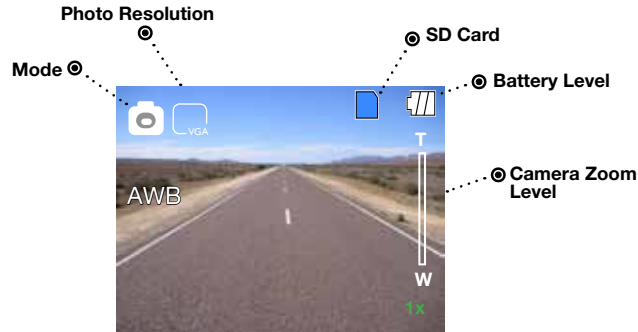 Photo Resolution
SD Card
Mode
Battery Level
VGA
T
Camera Zoom
Level
AWB
W
1x